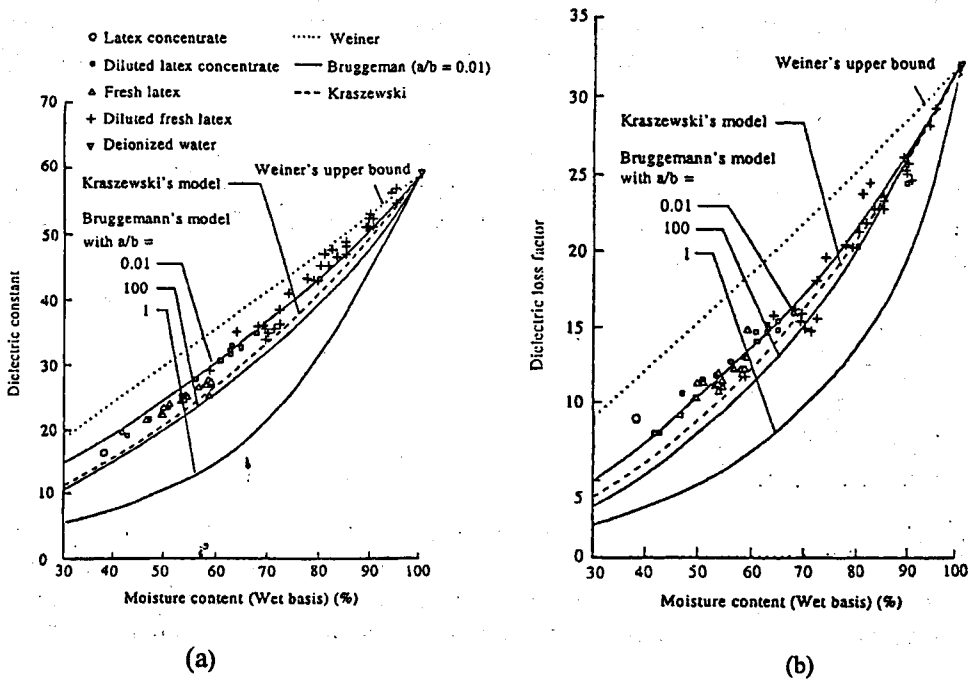 Latex concentrate
Diluted latex concentrate
Fresh latex
Diluted fresh latex
Deionized water
Weiner
Bruggeman (a/b = 0.01)
Kraszewski
Weiner's upper bound
Kraszewski's model
Bruggemann's model
with a/b =
0.01
100
1
60
50
40
30
20
10
0
Dielectric constant
30 40 50 60 70 80 90 100
Moisture content (Wet basis) (%)
(a)
Weiner's upper bound
Kraszewski's model
Bruggemann's model
with a/b =
0.01
100
1
35
30
25
20
15
10
5
0
Dielectric loss factor
30 40 50 60 70 80 90 100
Moisture content (Wet basis) (%)
(b)